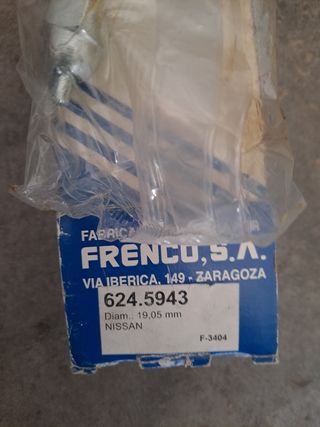 FABRICA
FRENCO, S.A.
VIA IBERICA, 149 - ZARAGOZA
624.5943
Diam.: 19,05 mm
NISSAN
F-3404